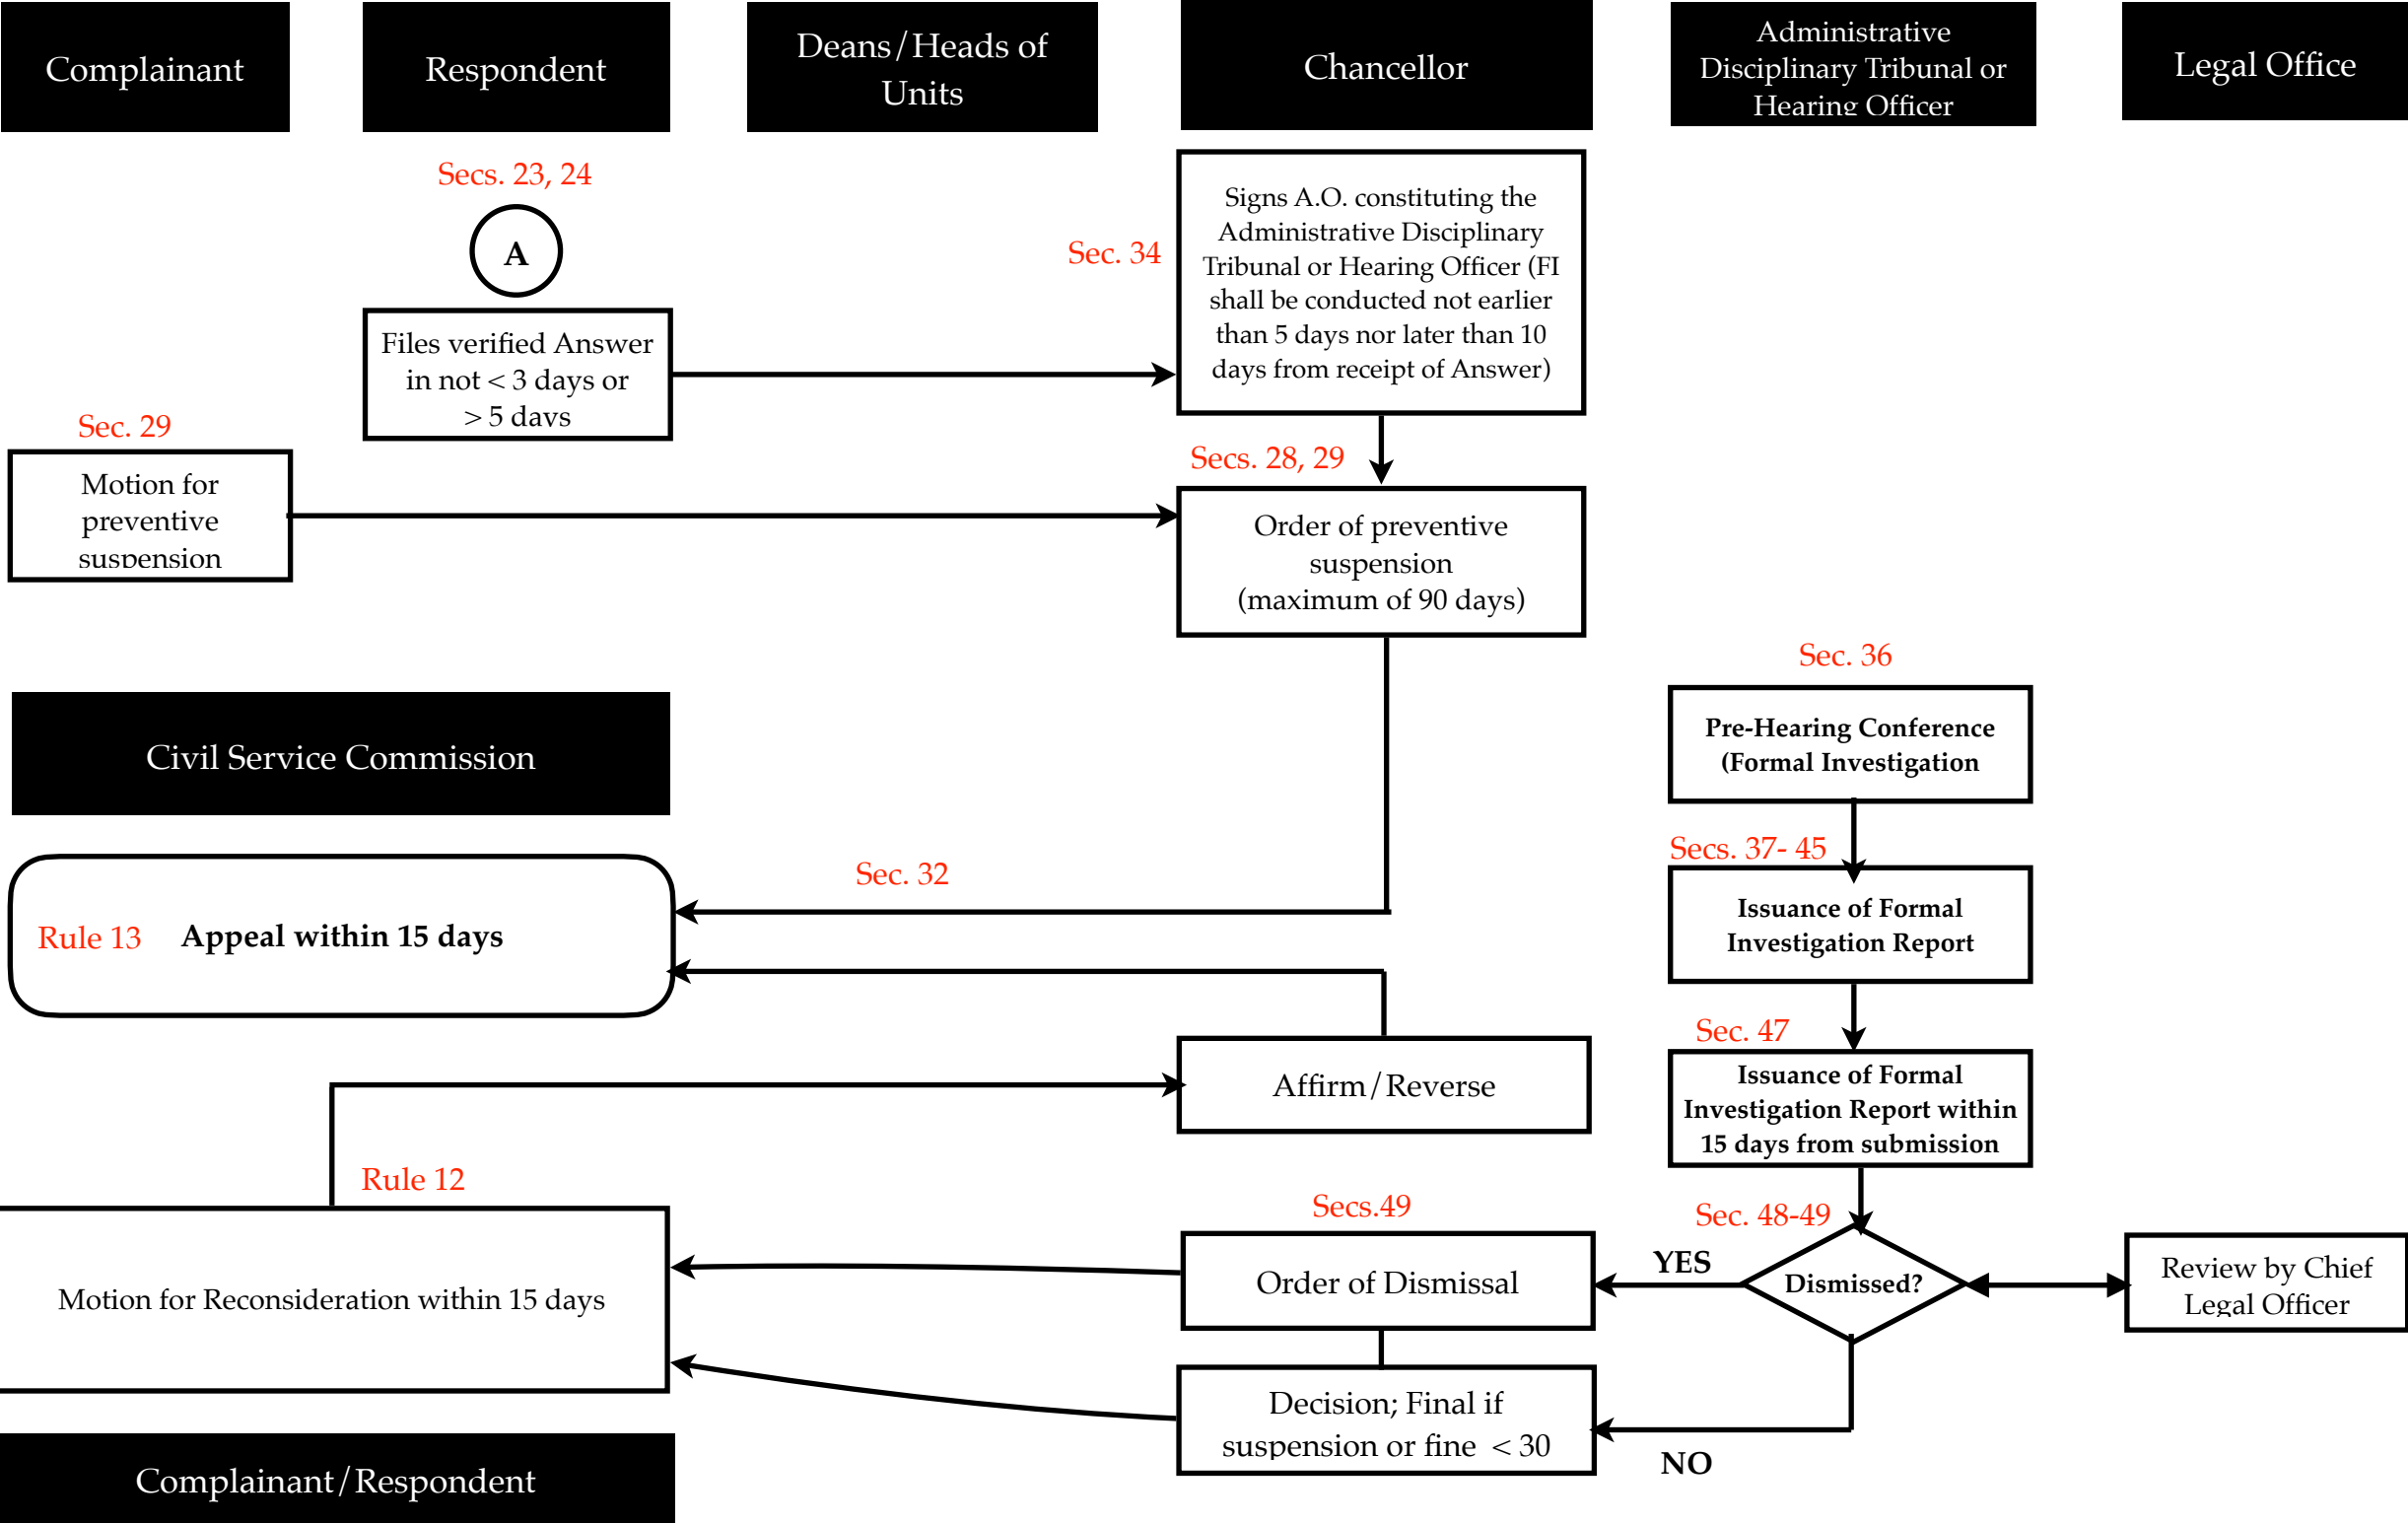 Complainant
Respondent
Deans/Heads of
Units
Chancellor
Administrative
Disciplinary Tribunal or
Hearing Officer
Legal Office
Secs. 23, 24
A
Files verified Answer
in not < 3 days or
> 5 days
Sec. 34
Signs A.O. constituting the
Administrative Disciplinary
Tribunal or Hearing Officer (FI
shall be conducted not earlier
than 5 days nor later than 10
days from receipt of Answer)
Sec. 29
Motion for
preventive
suspension
Secs. 28, 29
Order of preventive
suspension
(maximum of 90 days)
Sec. 36
Pre-Hearing Conference
(Formal Investigation
Civil Service Commission
Secs. 37- 45
Issuance of Formal
Investigation Report
Sec. 32
Rule 13 Appeal within 15 days
Sec. 47
Issuance of Formal
Investigation Report within
15 days from submission
Affirm/Reverse
Rule 12
Motion for Reconsideration within 15 days
Secs.49
Order of Dismissal
Sec. 48-49
YES
Dismissed?
Review by Chief
Legal Officer
Decision; Final if
suspension or fine < 30
NO
Complainant/Respondent